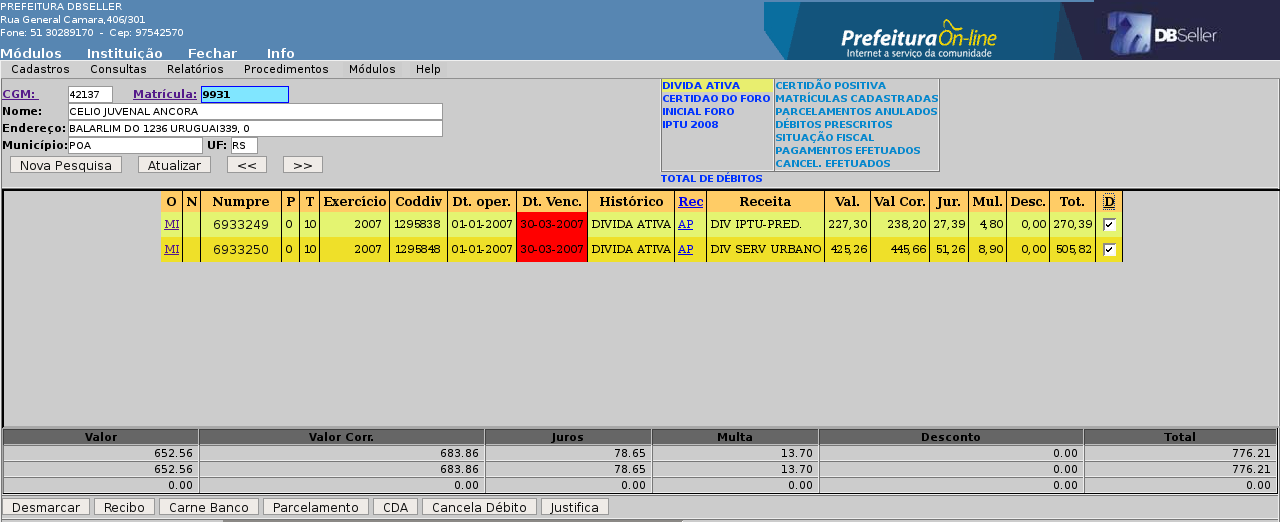 PREFEITURA DBSELLER
Rua General Camara,406/301
Fone: 51 30289170 - Cep: 97542570
PrefeituraOn-line
Internet a serviço da comunidade
DBSeller
Módulos Instituição Fechar Info
Cadastros Consultas Relatórios Procedimentos Módulos Help
CGM: 42137 Matrícula: 9931
Nome: CELIO JUVENAL ANCORA
Endereço: BALARLIM DO 1236 URUGUAI339, 0
Município: POA UF: RS
Nova Pesquisa Atualizar << >>
DIVIDA ATIVA CERTIDÃO POSITIVA
CERTIDAO DO FORO MATRÍCULAS CADASTRADAS
INICIAL FORO PARCELAMENTOS ANULADOS
IPTU 2008 DÉBITOS PRESCRITOS
SITUAÇÃO FISCAL
PAGAMENTOS EFETUADOS
CANCEL. EFETUADOS
TOTAL DE DÉBITOS
O N Numpre P T Exercício Coddiv Dt. oper. Dt. Venc. Histórico Rec Receita Val. Val Cor. Jur. Mul. Desc. Tot. D
MI 6933249 0 10 2007 1295838 01-01-2007 30-03-2007 DIVIDA ATIVA AP DIV IPTU-PRED. 227,30 238,20 27,39 4,80 0,00 270,39
MI 6933250 0 10 2007 1295848 01-01-2007 30-03-2007 DIVIDA ATIVA AP DIV SERV URBANO 425,26 445,66 51,26 8,90 0,00 505,82
Valor Valor Corr. Juros Multa Desconto Total
652.56 683.86 78.65 13.70 0.00 776.21
652.56 683.86 78.65 13.70 0.00 776.21
0.00 0.00 0.00 0.00 0.00 0.00
Desmarcar Recibo Carne Banco Parcelamento CDA Cancela Débito Justifica